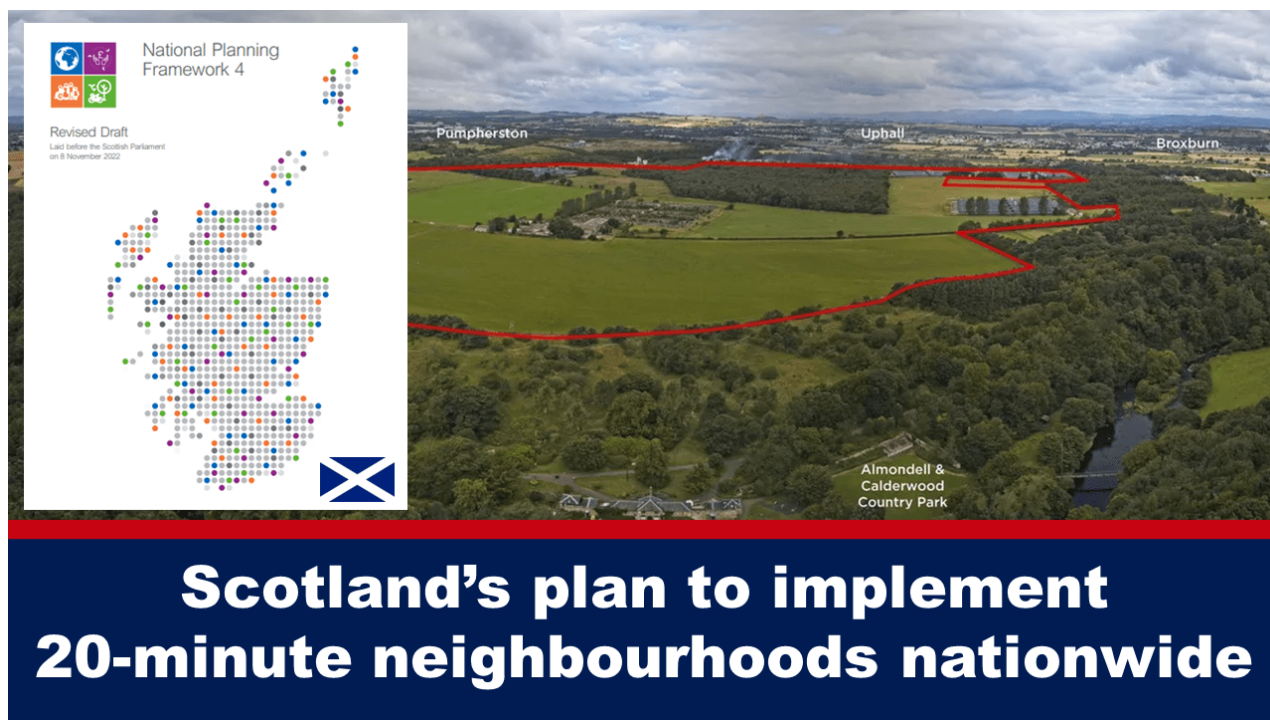 National Planning
Framework 4
Revised Draft
Laid before the Scottish Parliament
on 8 November 2022
Pumpherston
Uphall
Broxburn
Almondell &
Calderwood
Country Park
Scotland's plan to implement
20-minute neighbourhoods nationwide